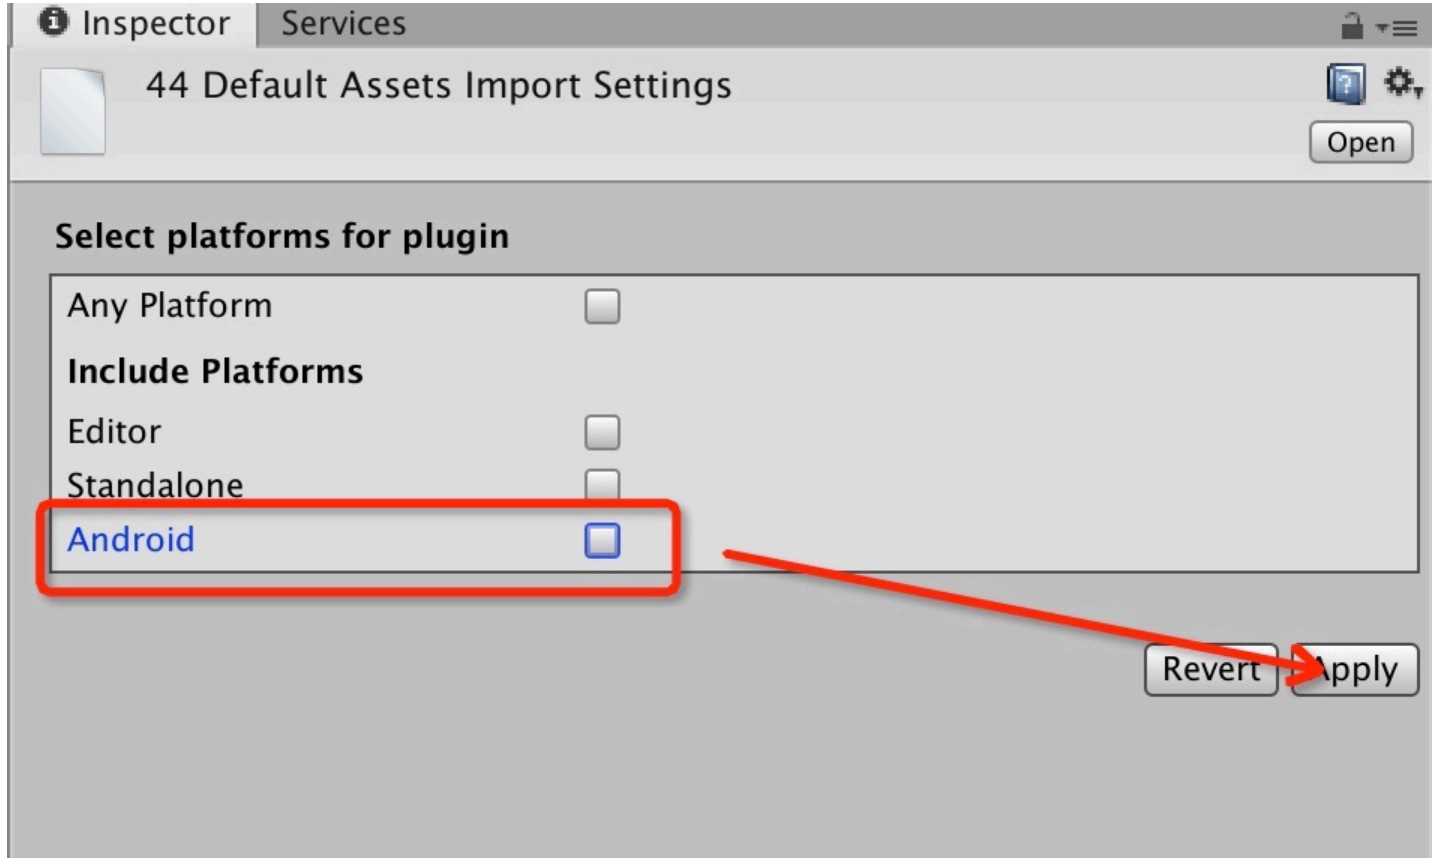 Inspector Services
44 Default Assets Import Settings
Open
Select platforms for plugin
Any Platform
Include Platforms
Editor
Standalone
Android
Revert Apply